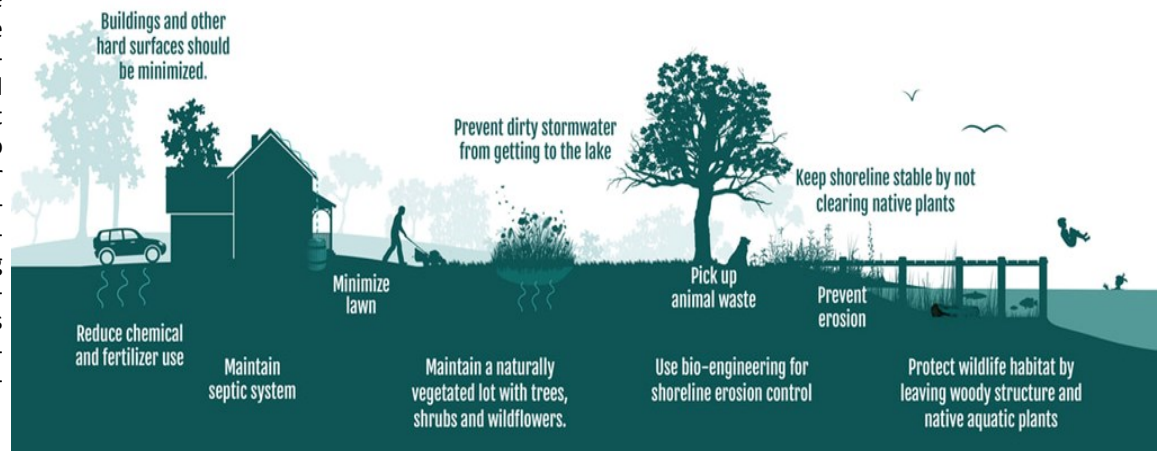 Buildings and other
hard surfaces should
be minimized.
Prevent dirty stormwater
from getting to the lake
Keep shoreline stable by not
clearing native plants
Minimize
lawn
Pick up
animal waste
Prevent
erosion
Reduce chemical
and fertilizer use
Maintain
septic system
Maintain a naturally
vegetated lot with trees,
shrubs and wildflowers.
Use bio-engineering for
shoreline erosion control
Protect wildlife habitat by
leaving woody structure and
native aquatic plants